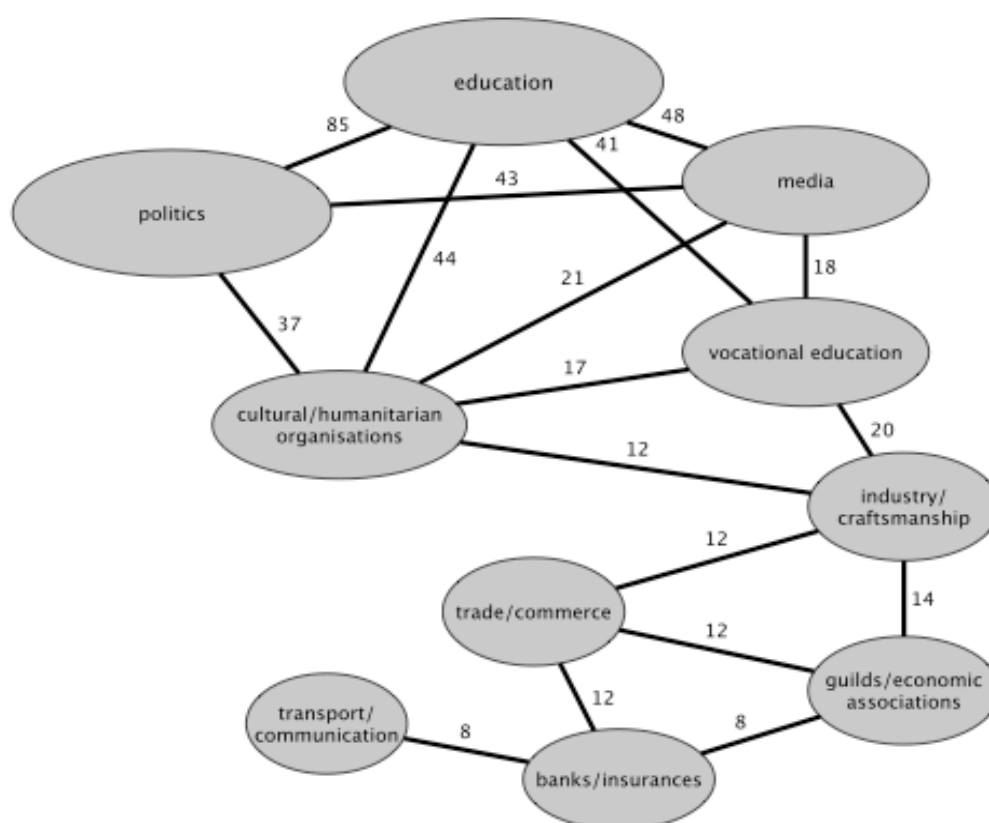 education
85
48
41
media
43
politics
44
21
18
37
vocational education
17
cultural/humanitarian
organisations
20
12
industry/
craftsmanship
12
14
trade/commerce
12
guilds/economic
associations
12
transport/
communication
8
8
banks/insurances